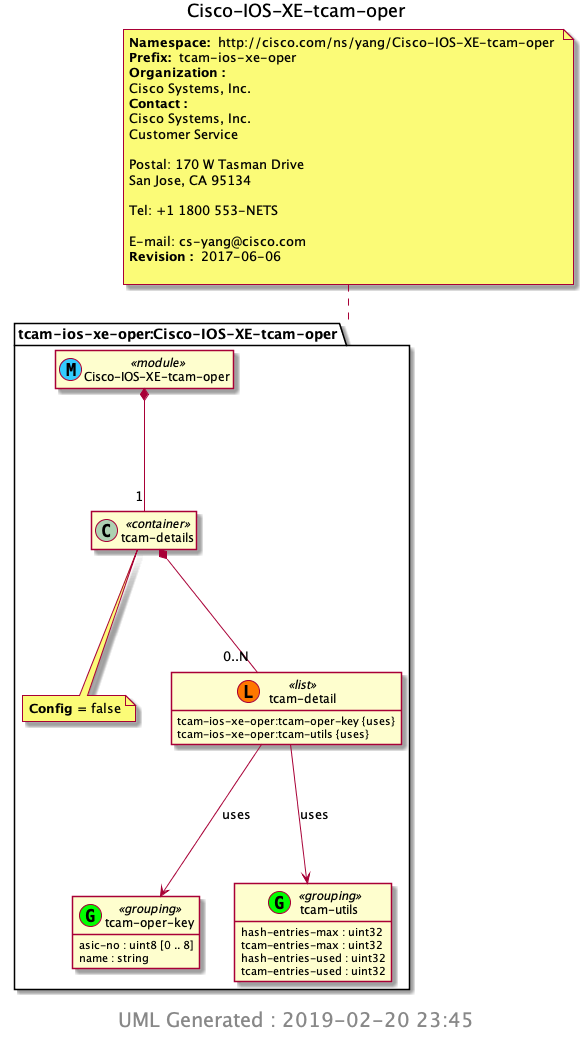 Cisco-IOS-XE-tcam-oper
Namespace: http://cisco.com/ns/yang/Cisco-IOS-XE-tcam-oper
Prefix: tcam-ios-xe-oper
Organization :
Cisco Systems, Inc.
Contact :
Cisco Systems, Inc.
Customer Service
Postal: 170 W Tasman Drive
San Jose, CA 95134
Tel: +1 1800 553-NETS
E-mail: cs-yang@cisco.com
Revision : 2017-06-06
tcam-ios-xe-oper:Cisco-IOS-XE-tcam-oper
M
«module»
Cisco-IOS-XE-tcam-oper
1
C
«container»
tcam-details
0..N
Config = false
L
«list»
tcam-detail
tcam-ios-xe-oper:tcam-oper-key {uses}
tcam-ios-xe-oper:tcam-utils {uses}
uses
uses
G
«grouping»
tcam-oper-key
asic-no : uint8 [0 .. 8]
name : string
G
«grouping»
tcam-utils
hash-entries-max : uint32
tcam-entries-max : uint32
hash-entries-used : uint32
tcam-entries-used : uint32
UML Generated : 2019-02-20 23:45